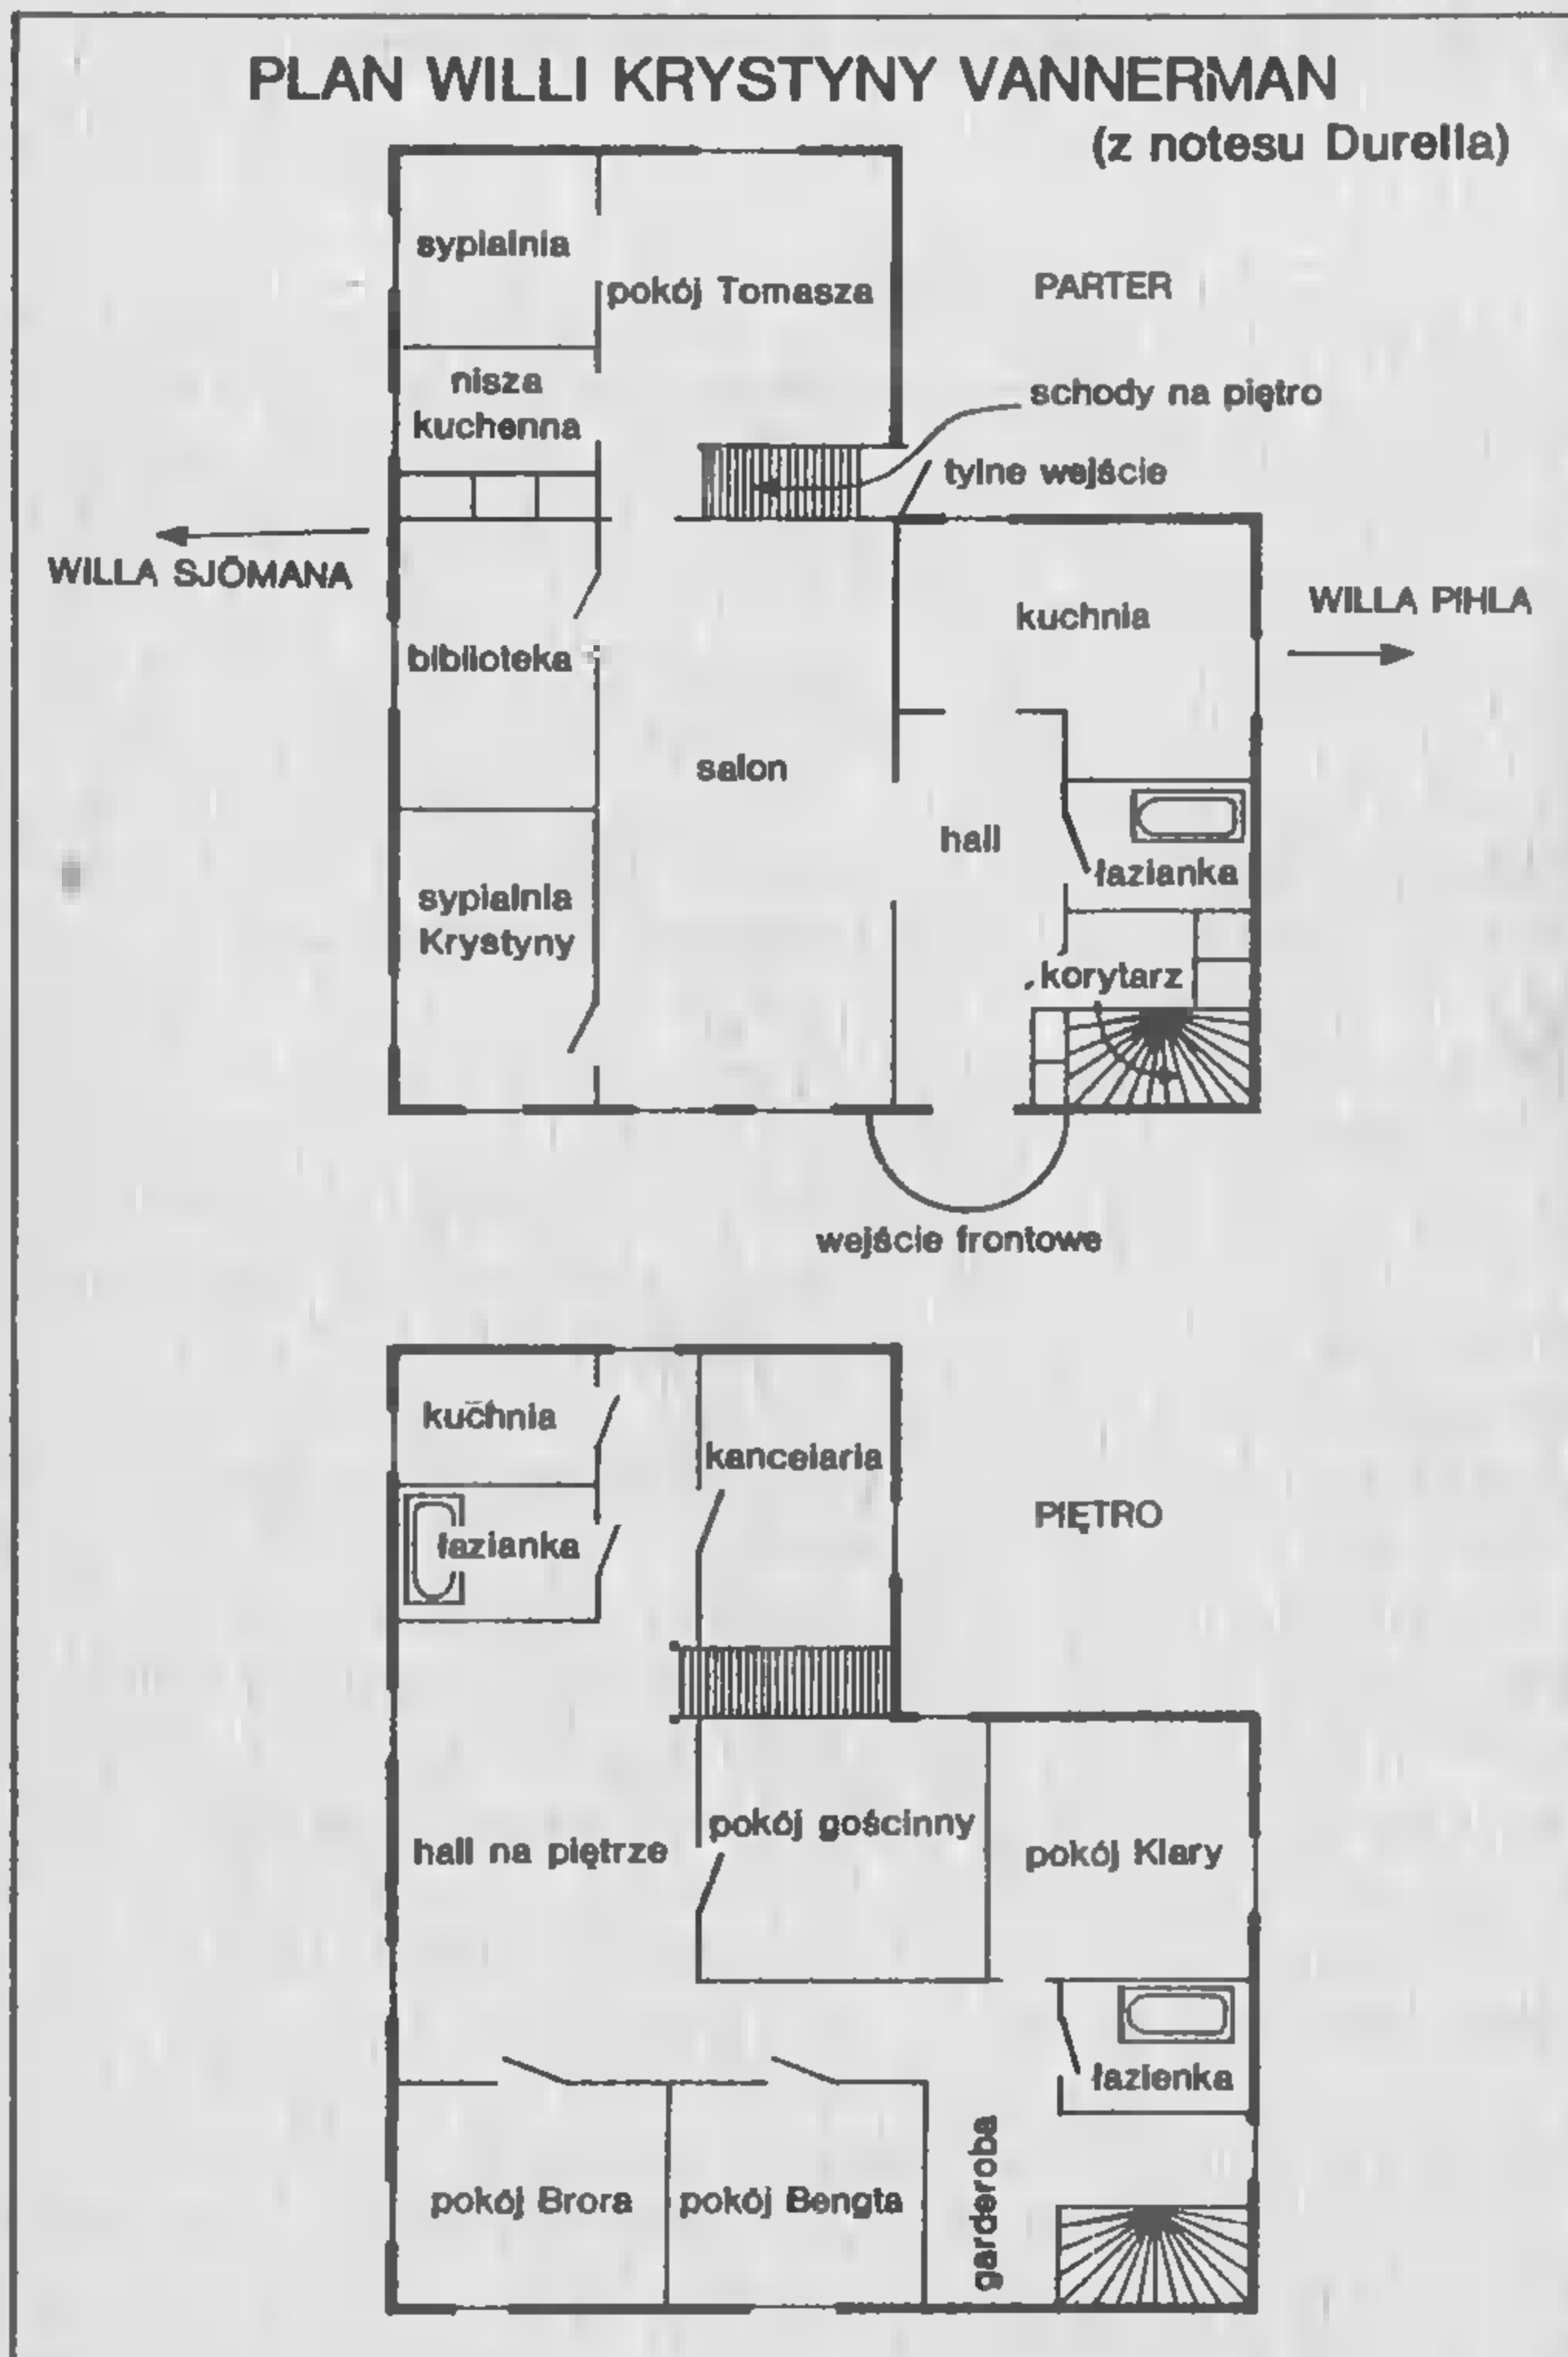 PLAN WILLI KRYSTYNY VANNERMAN
(z notesu Durella)
sypialnia
pokój Tomasza
PARTER
nisza
kuchenna
schody na piętro
tylne wejście
WILLA SJÖMANA
WILLA PIHLA
kuchnia
biblioteka
salon
hall
łazianka
sypialnia
Krystyny
korytarz
wejście frontowe
kuchnia
kancelaria
PIĘTRO
łazianka
pokój gościnny
hall na piętrze
pokój Klary
łazienka
garderoba
pokój Brora
pokój Bengta